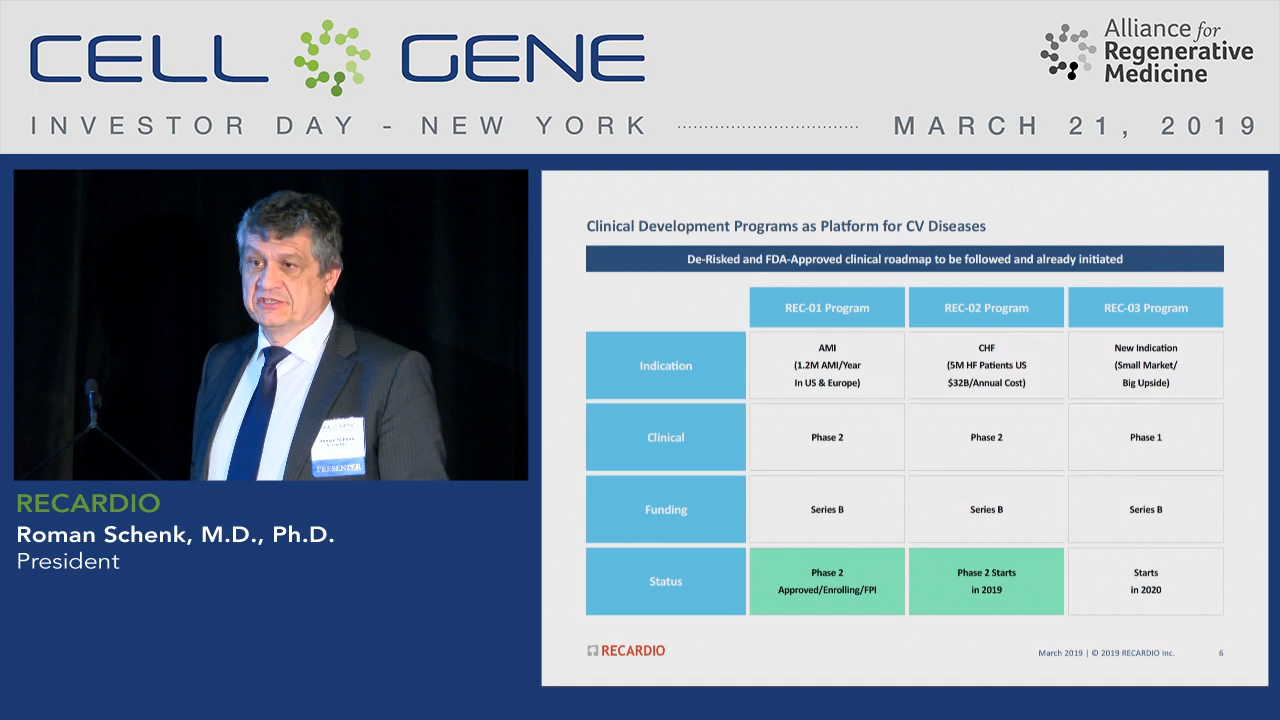 CELL GENE
Alliance for
Regenerative
Medicine
INVESTOR DAY - NEW YORK
MARCH 21, 2019
PRESENTER
RECARDIO
Roman Schenk, M.D., Ph.D.
President
Clinical Development Programs as Platform for CV Diseases
De-Risked and FDA-Approved clinical roadmap to be followed and already initiated
REC-01 Program
REC-02 Program
REC-03 Program
Indication
AMI
(1.2M AMI/Year
In US & Europe)
CHF
(5M HF Patients US
$32B/Annual Cost)
New Indication
(Small Market/
Big Upside)
Clinical
Phase 2
Phase 2
Phase 1
Funding
Series B
Series B
Series B
Status
Phase 2
Approved/Enrolling/FPI
Phase 2 Starts
in 2019
Starts
in 2020
RECARDIO
March 2019 | © 2019 RECARDIO Inc.
6